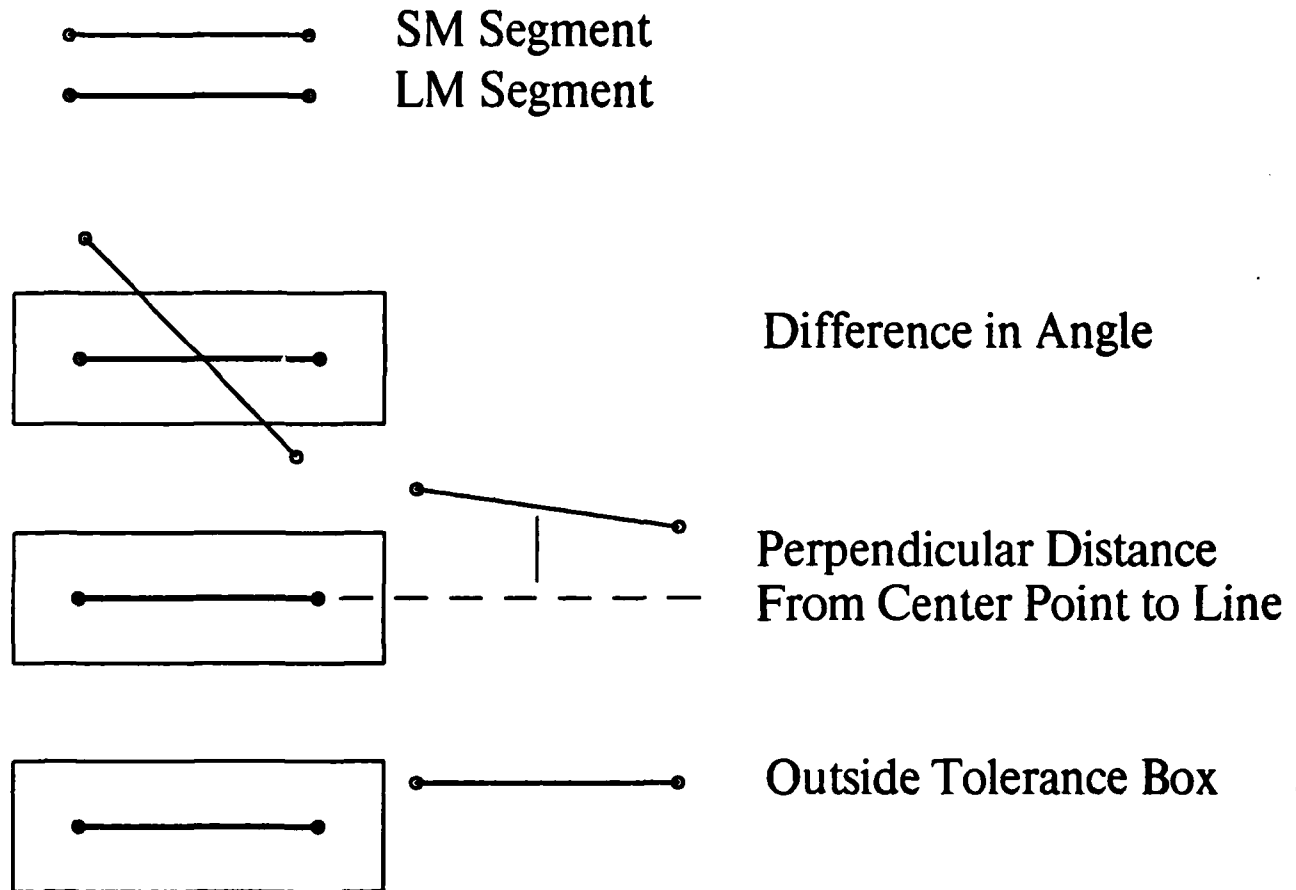 SM Segment
LM Segment
Difference in Angle
Perpendicular Distance
From Center Point to Line
Outside Tolerance Box